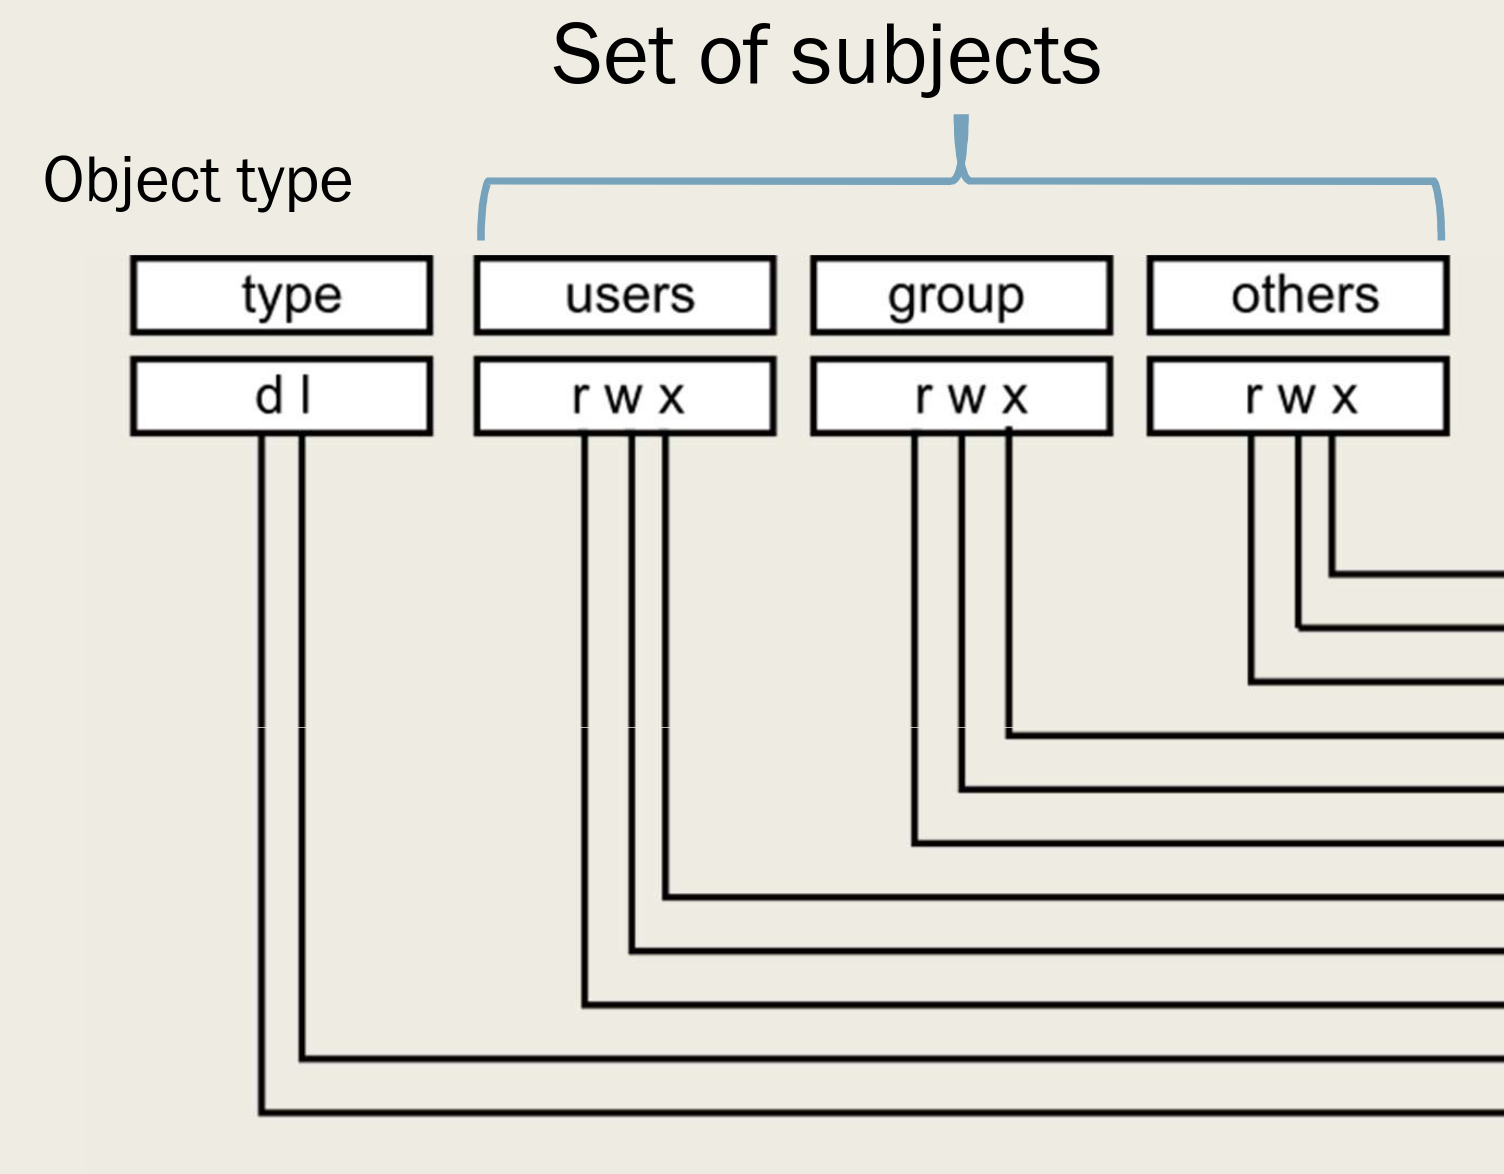 Set of subjects
Object type
type users group others
d l r w x r w x r w x